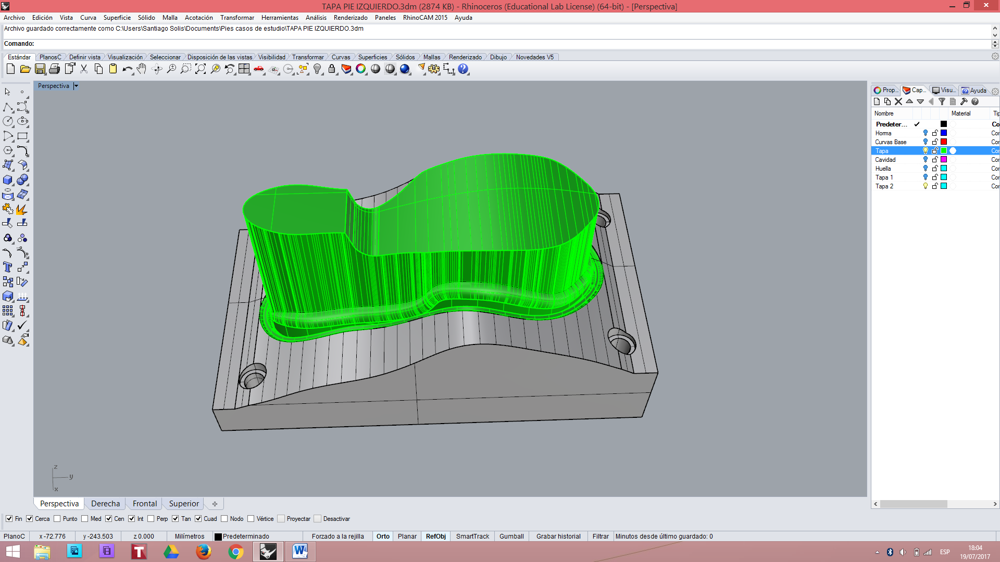 TAPA PIE IZQUIERDO.3dm (2874 KB) - Rhinoceros (Educational Lab License) (64-bit) - [Perspectiva]
Archivo Edición Vista Curva Superficie Sólido Malla Acotación Transformar Herramientas Análisis Renderizado Paneles RhinoCAM 2015 Ayuda
Archivo guardado correctamente como C:\Users\Santiago Solis\Documents\Pies casos de estudio\TAPA PIE IZQUIERDO.3dm
Comando:
Estándar PlanosC Definir vista Visualización Seleccionar Disposición de las vistas Visibilidad Transformar Curvas Superficies Sólidos Mallas Renderizado Dibujo Novedades V5
Perspectiva
Prop... Cap... Visu... Ayuda
Nombre Material Tip
Predeter... Co
Horma Cor
Curvas Base Cor
Tapa Cor
Cavidad Cor
Huella Cor
Tapa 1 Cor
Tapa 2 Cor
z
y
x
Perspectiva Derecha Frontal Superior
Fin Cerca Punto Med Cen Int Perp Tan Cuad Nodo Vértice Proyectar Desactivar
PlanoC x -72.776 y -243.503 z 0.000 Milímetros Predeterminado Forzado a la rejilla Orto Planar RefObj SmartTrack Gumball Grabar historial Filtrar Minutos desde último guardado: 0
ESP
18:04
19/07/2017